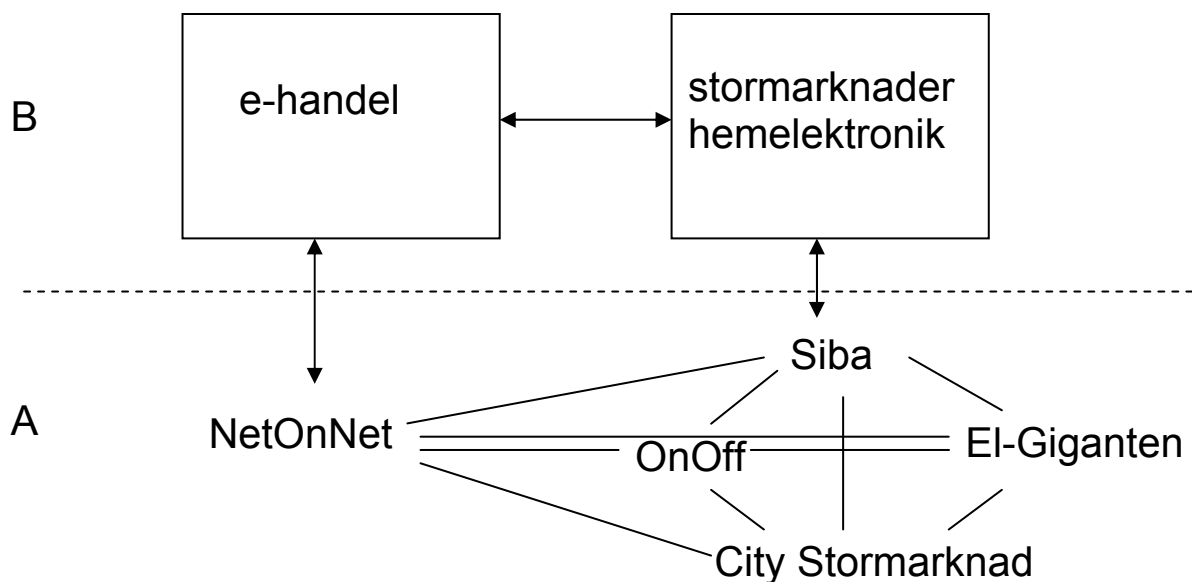 B
e-handel
stormarknader
hemelektronik
A
Siba
NetOnNet
OnOff
El-Giganten
City Stormarknad